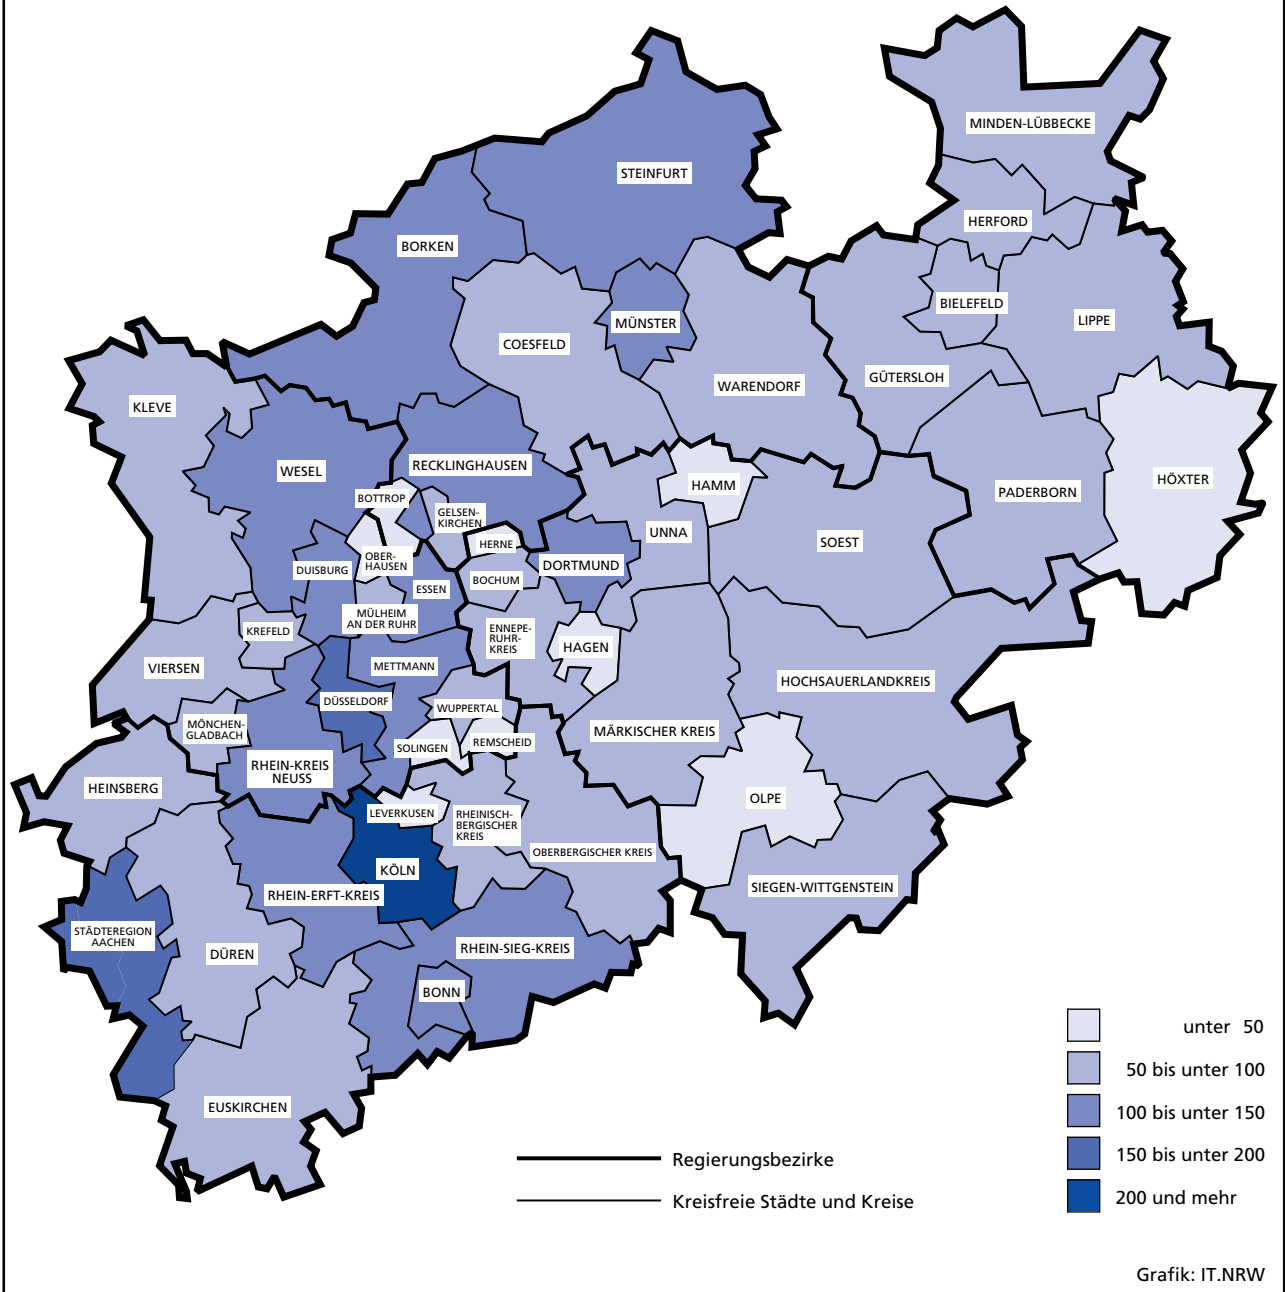 MINDEN-LÜBBECKE
STEINFURT
HERFORD
BORKEN
BIELEFELD
LIPPE
MÜNSTER
COESFELD
GÜTERSLOH
WARENDORF
KLEVE
RECKLINGHAUSEN
WESEL
HÖXTER
HAMM
PADERBORN
BOTTROP
GELSEN-
KIRCHEN
UNNA
SOEST
HERNE
OBER-
HAUSEN
DORTMUND
DUISBURG
BOCHUM
ESSEN
MÜLHEIM
AN DER RUHR
KREFELD
ENNEPE-
RUHR-
KREIS
HAGEN
VIERSEN
METTMANN
HOCHSAUERLANDKREIS
DÜSSELDORF
WUPPERTAL
MÖNCHEN-
GLADBACH
MÄRKISCHER KREIS
SOLINGEN
REMSCHEID
RHEIN-KREIS
NEUSS
HEINSBERG
OLPE
LEVERKUSEN
RHEINISCH-
BERGISCHER
KREIS
OBERBERGISCHER KREIS
KÖLN
SIEGEN-WITTGENSTEIN
RHEIN-ERFT-KREIS
STÄDTEREGION
AACHEN
DÜREN
RHEIN-SIEG-KREIS
BONN
EUSKIRCHEN
unter 50
50 bis unter 100
100 bis unter 150
150 bis unter 200
200 und mehr
Regierungsbezirke
Kreisfreie Städte und Kreise
Grafik: IT.NRW